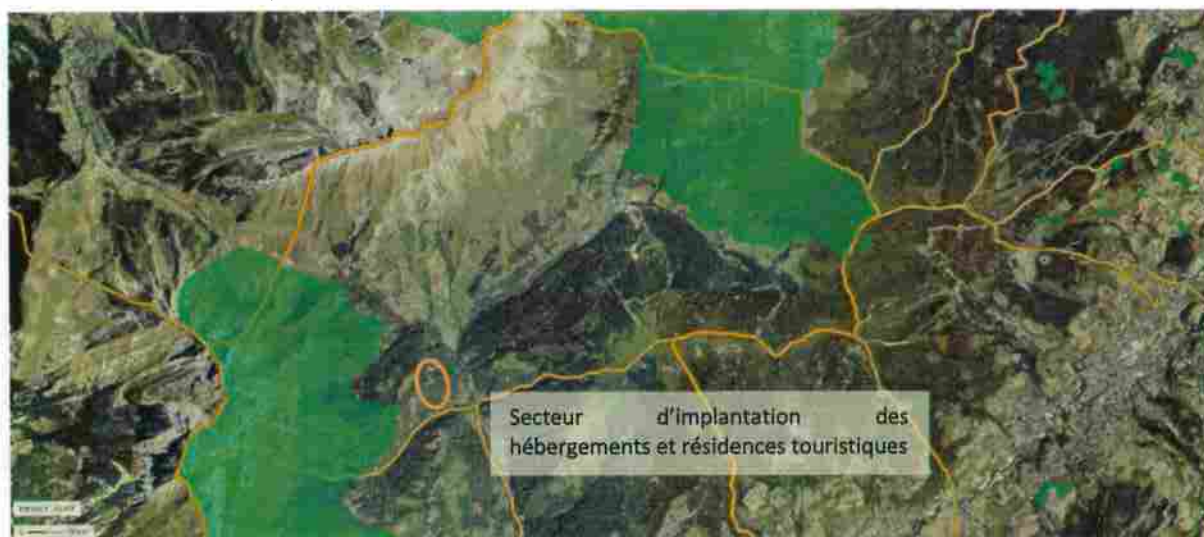 Secteur d'implantation des
hébergements et résidences touristiques